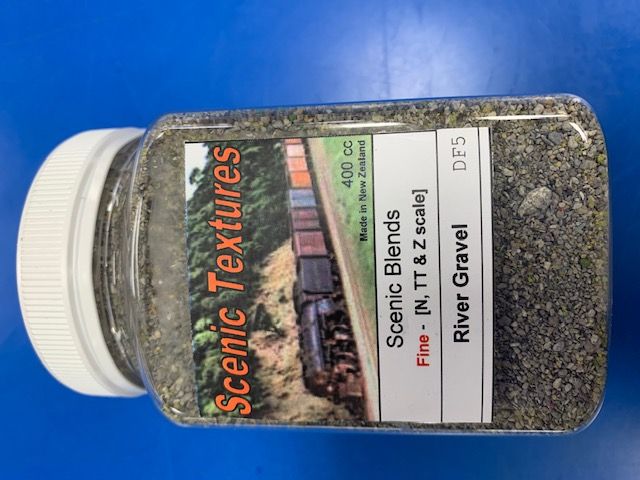 Scenic Textures
400 cc
Made in New Zealand
Scenic Blends
Fine - [N, TT & Z scale]
River Gravel DF5